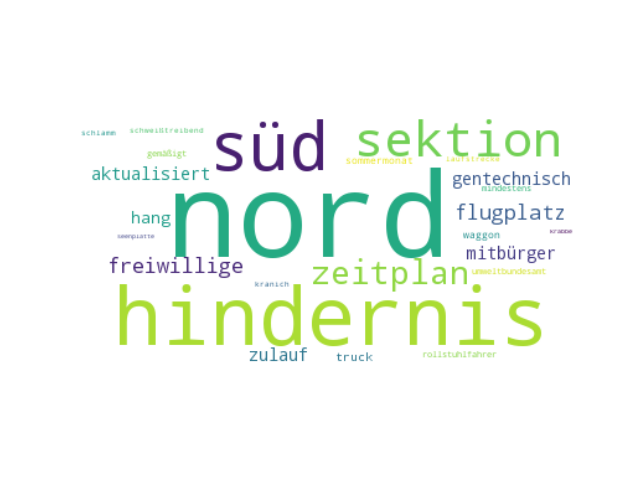 schlamm
schweißtreibend
süd
sektion
gemäßigt
sommermonat
laufstrecke
aktualisiert
nord
gentechnisch
mindestens
hang
flugplatz
seenplatte
waggon
krabbe
freiwillige
mitbürger
zeitplan
umweltbundesamt
kranich
hindernis
zulauf
truck
rollstuhlfahrer